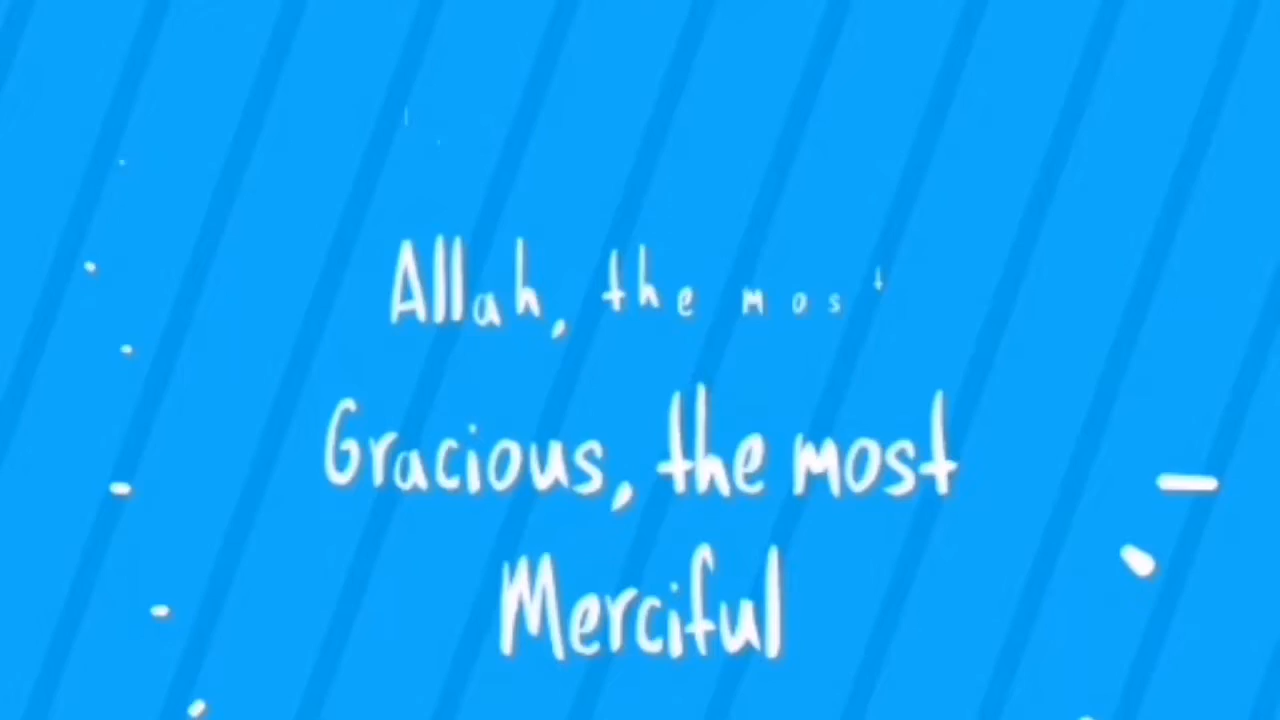 Allah, the most
Gracious, the most
Merciful